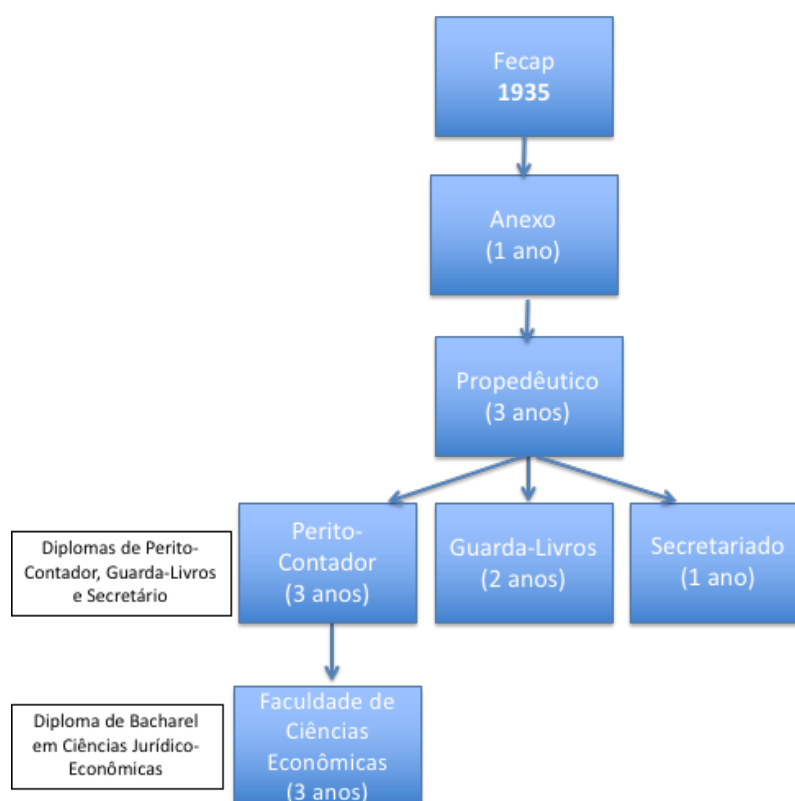 Fecap
1935
Anexo
(1 ano)
Propedêutico
(3 anos)
Diplomas de Perito-
Contador, Guarda-Livros
e Secretário
Perito-
Contador
(3 anos)
Guarda-Livros
(2 anos)
Secretariado
(1 ano)
Diploma de Bacharel
em Ciências Jurídico-
Econômicas
Faculdade de
Ciências
Econômicas
(3 anos)